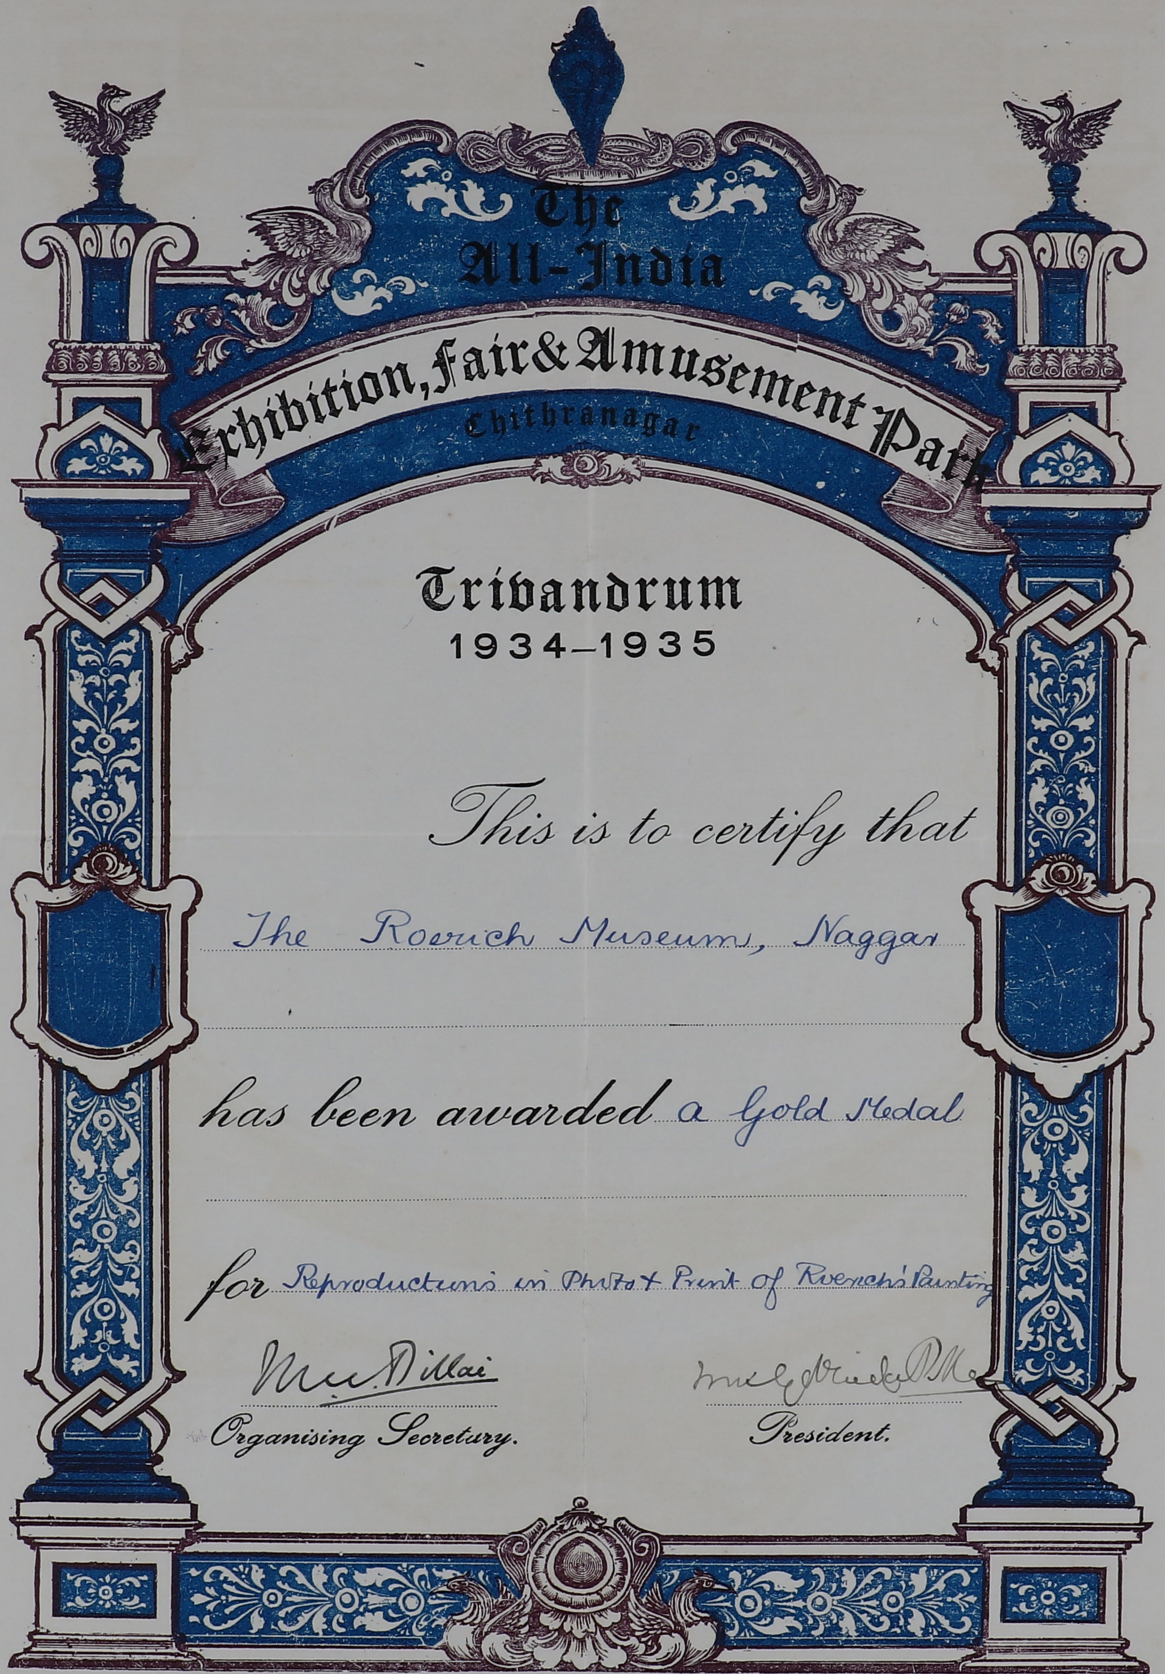 The
All-India
Exhibition, Fair & Amusement Park
Chithranagar
Trivandrum
1934–1935
This is to certify that
The Roerich Museum, Naggar
has been awarded a Gold Medal
for Reproductions in Photo & Print of Roerich's Painting
Pillai
Organising Secretary.
President.